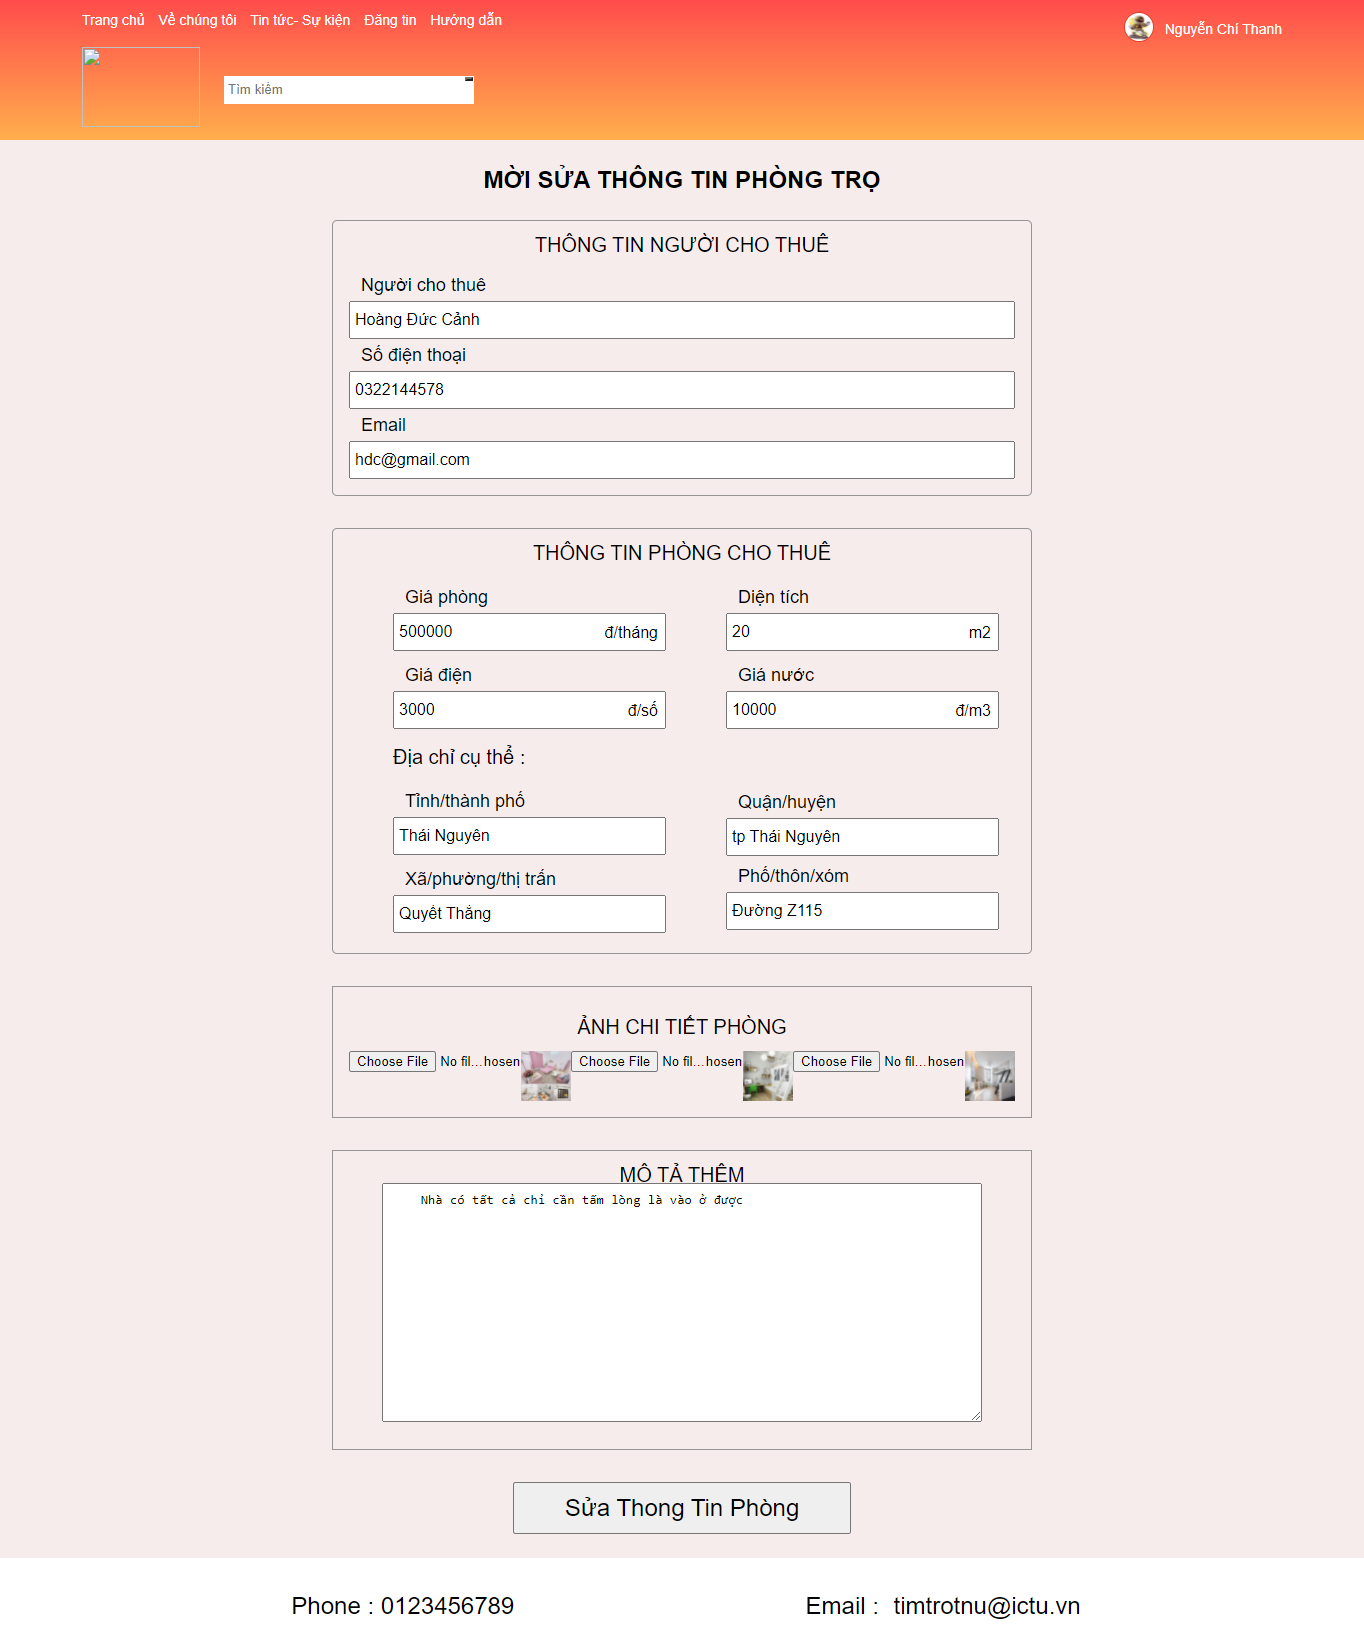 Trang chủ Về chúng tôi Tin tức- Sự kiện Đăng tin Hướng dẫn
Nguyễn Chí Thanh
Tìm kiếm
MỜI SỬA THÔNG TIN PHÒNG TRỌ
THÔNG TIN NGƯỜI CHO THUÊ
Người cho thuê
Hoàng Đức Cảnh
Số điện thoại
0322144578
Email
hdc@gmail.com
THÔNG TIN PHÒNG CHO THUÊ
Giá phòng Diện tích
500000 đ/tháng 20 m2
Giá điện Giá nước
3000 đ/số 10000 đ/m3
Địa chỉ cụ thể :
Tỉnh/thành phố Quận/huyện
Thái Nguyên tp Thái Nguyên
Xã/phường/thị trấn Phố/thôn/xóm
Quyết Thắng Đường Z115
ẢNH CHI TIẾT PHÒNG
Choose File No fil...hosen Choose File No fil...hosen Choose File No fil...hosen
MÔ TẢ THÊM
Nhà có tất cả chỉ cần tấm lòng là vào ở được
Sửa Thong Tin Phòng
Phone : 0123456789 Email : timtrotnu@ictu.vn